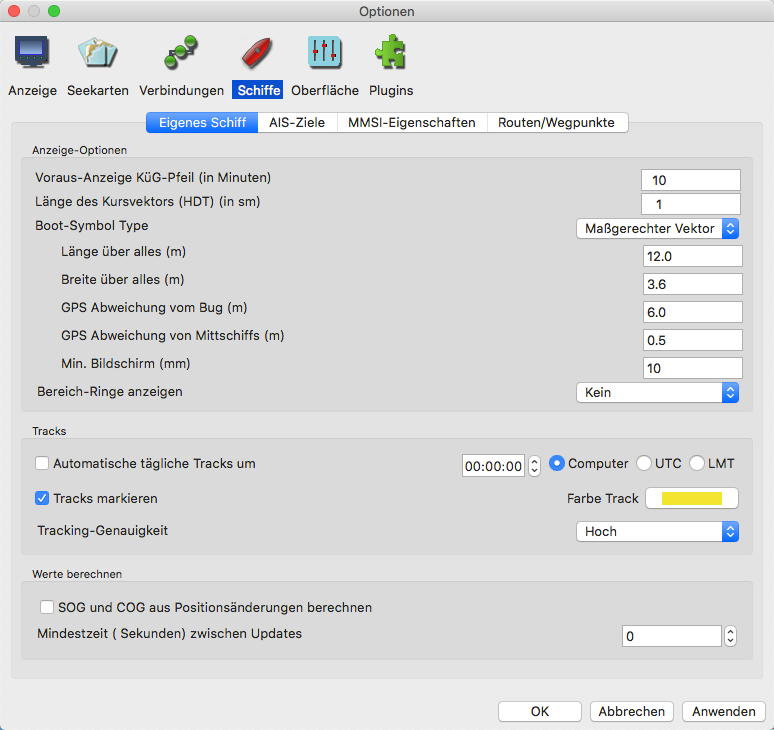 Optionen
Anzeige Seekarten Verbindungen Schiffe Oberfläche Plugins
Eigenes Schiff AIS-Ziele MMSI-Eigenschaften Routen/Wegpunkte
Anzeige-Optionen
Voraus-Anzeige KüG-Pfeil (in Minuten) 10
Länge des Kursvektors (HDT) (in sm) 1
Boot-Symbol Type Maßgerechter Vektor
Länge über alles (m) 12.0
Breite über alles (m) 3.6
GPS Abweichung vom Bug (m) 6.0
GPS Abweichung von Mittschiffs (m) 0.5
Min. Bildschirm (mm) 10
Bereich-Ringe anzeigen Kein
Tracks
Automatische tägliche Tracks um 00:00:00 Computer UTC LMT
Tracks markieren Farbe Track
Tracking-Genauigkeit Hoch
Werte berechnen
SOG und COG aus Positionsänderungen berechnen
Mindestzeit ( Sekunden) zwischen Updates 0
OK Abbrechen Anwenden